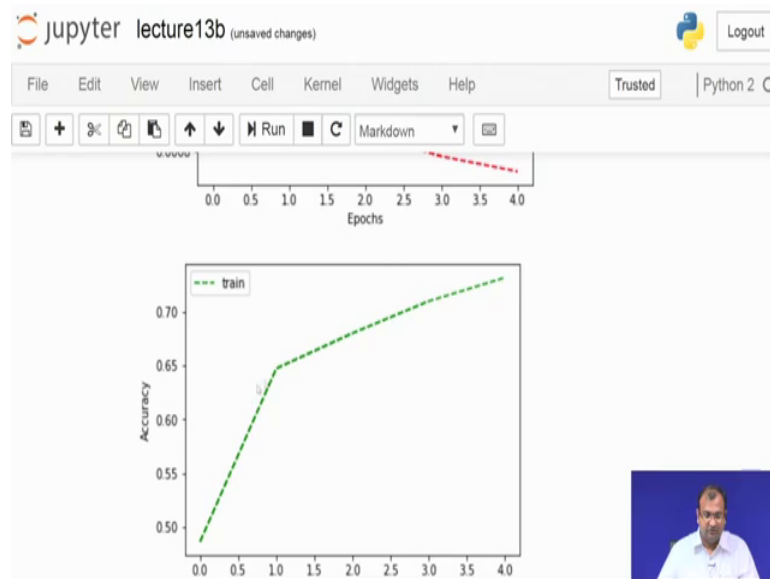 jupyter lecture13b (unsaved changes)
Logout
File Edit View Insert Cell Kernel Widgets Help Trusted Python 2
Run Markdown
0.0 0.5 1.0 1.5 2.0 2.5 3.0 3.5 4.0
Epochs
train
0.70
0.65
0.60
0.55
0.50
Accuracy
0.0 0.5 1.0 1.5 2.0 2.5 3.0 3.5 4.0